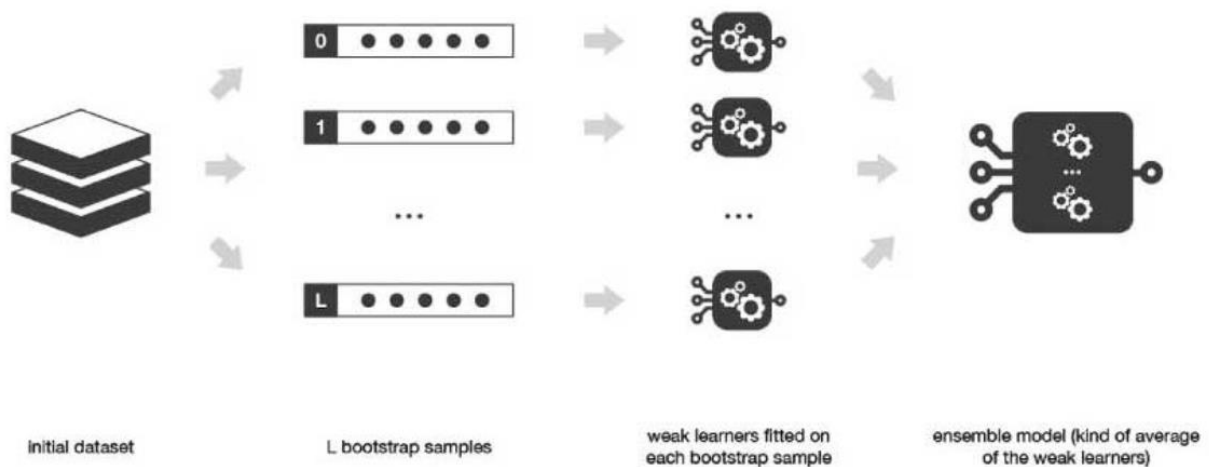 0
1
...
...
...
L
initial dataset
L bootstrap samples
weak learners fitted on
each bootstrap sample
ensemble model (kind of average
of the weak learners)